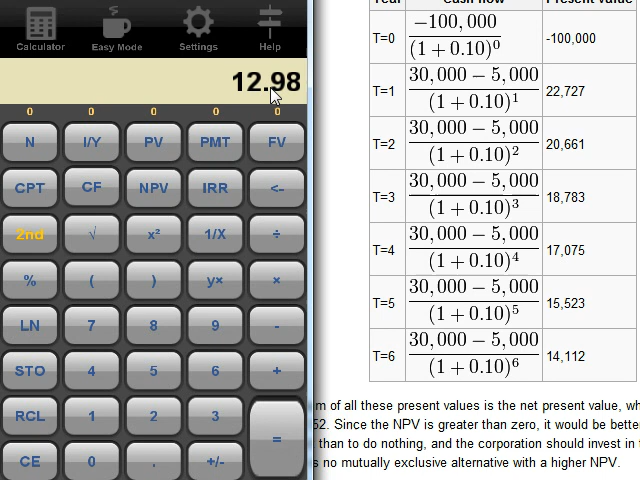 Calculator Easy Mode Settings Help
12.98
0 0 0 0 0
N I/Y PV PMT FV
CPT CF NPV IRR <-
2nd √ x² 1/X ÷
% ( ) yx ×
LN 7 8 9 -
STO 4 5 6 +
RCL 1 2 3
CE 0 . +/- =
Year Cash flow Present value
T=0 −100,000 / (1 + 0.10)^0 -100,000
T=1 30,000 − 5,000 / (1 + 0.10)^1 22,727
T=2 30,000 − 5,000 / (1 + 0.10)^2 20,661
T=3 30,000 − 5,000 / (1 + 0.10)^3 18,783
T=4 30,000 − 5,000 / (1 + 0.10)^4 17,075
T=5 30,000 − 5,000 / (1 + 0.10)^5 15,523
T=6 30,000 − 5,000 / (1 + 0.10)^6 14,112
m of all these present values is the net present value, wh
62. Since the NPV is greater than zero, it would be better
than to do nothing, and the corporation should invest in t
s no mutually exclusive alternative with a higher NPV.